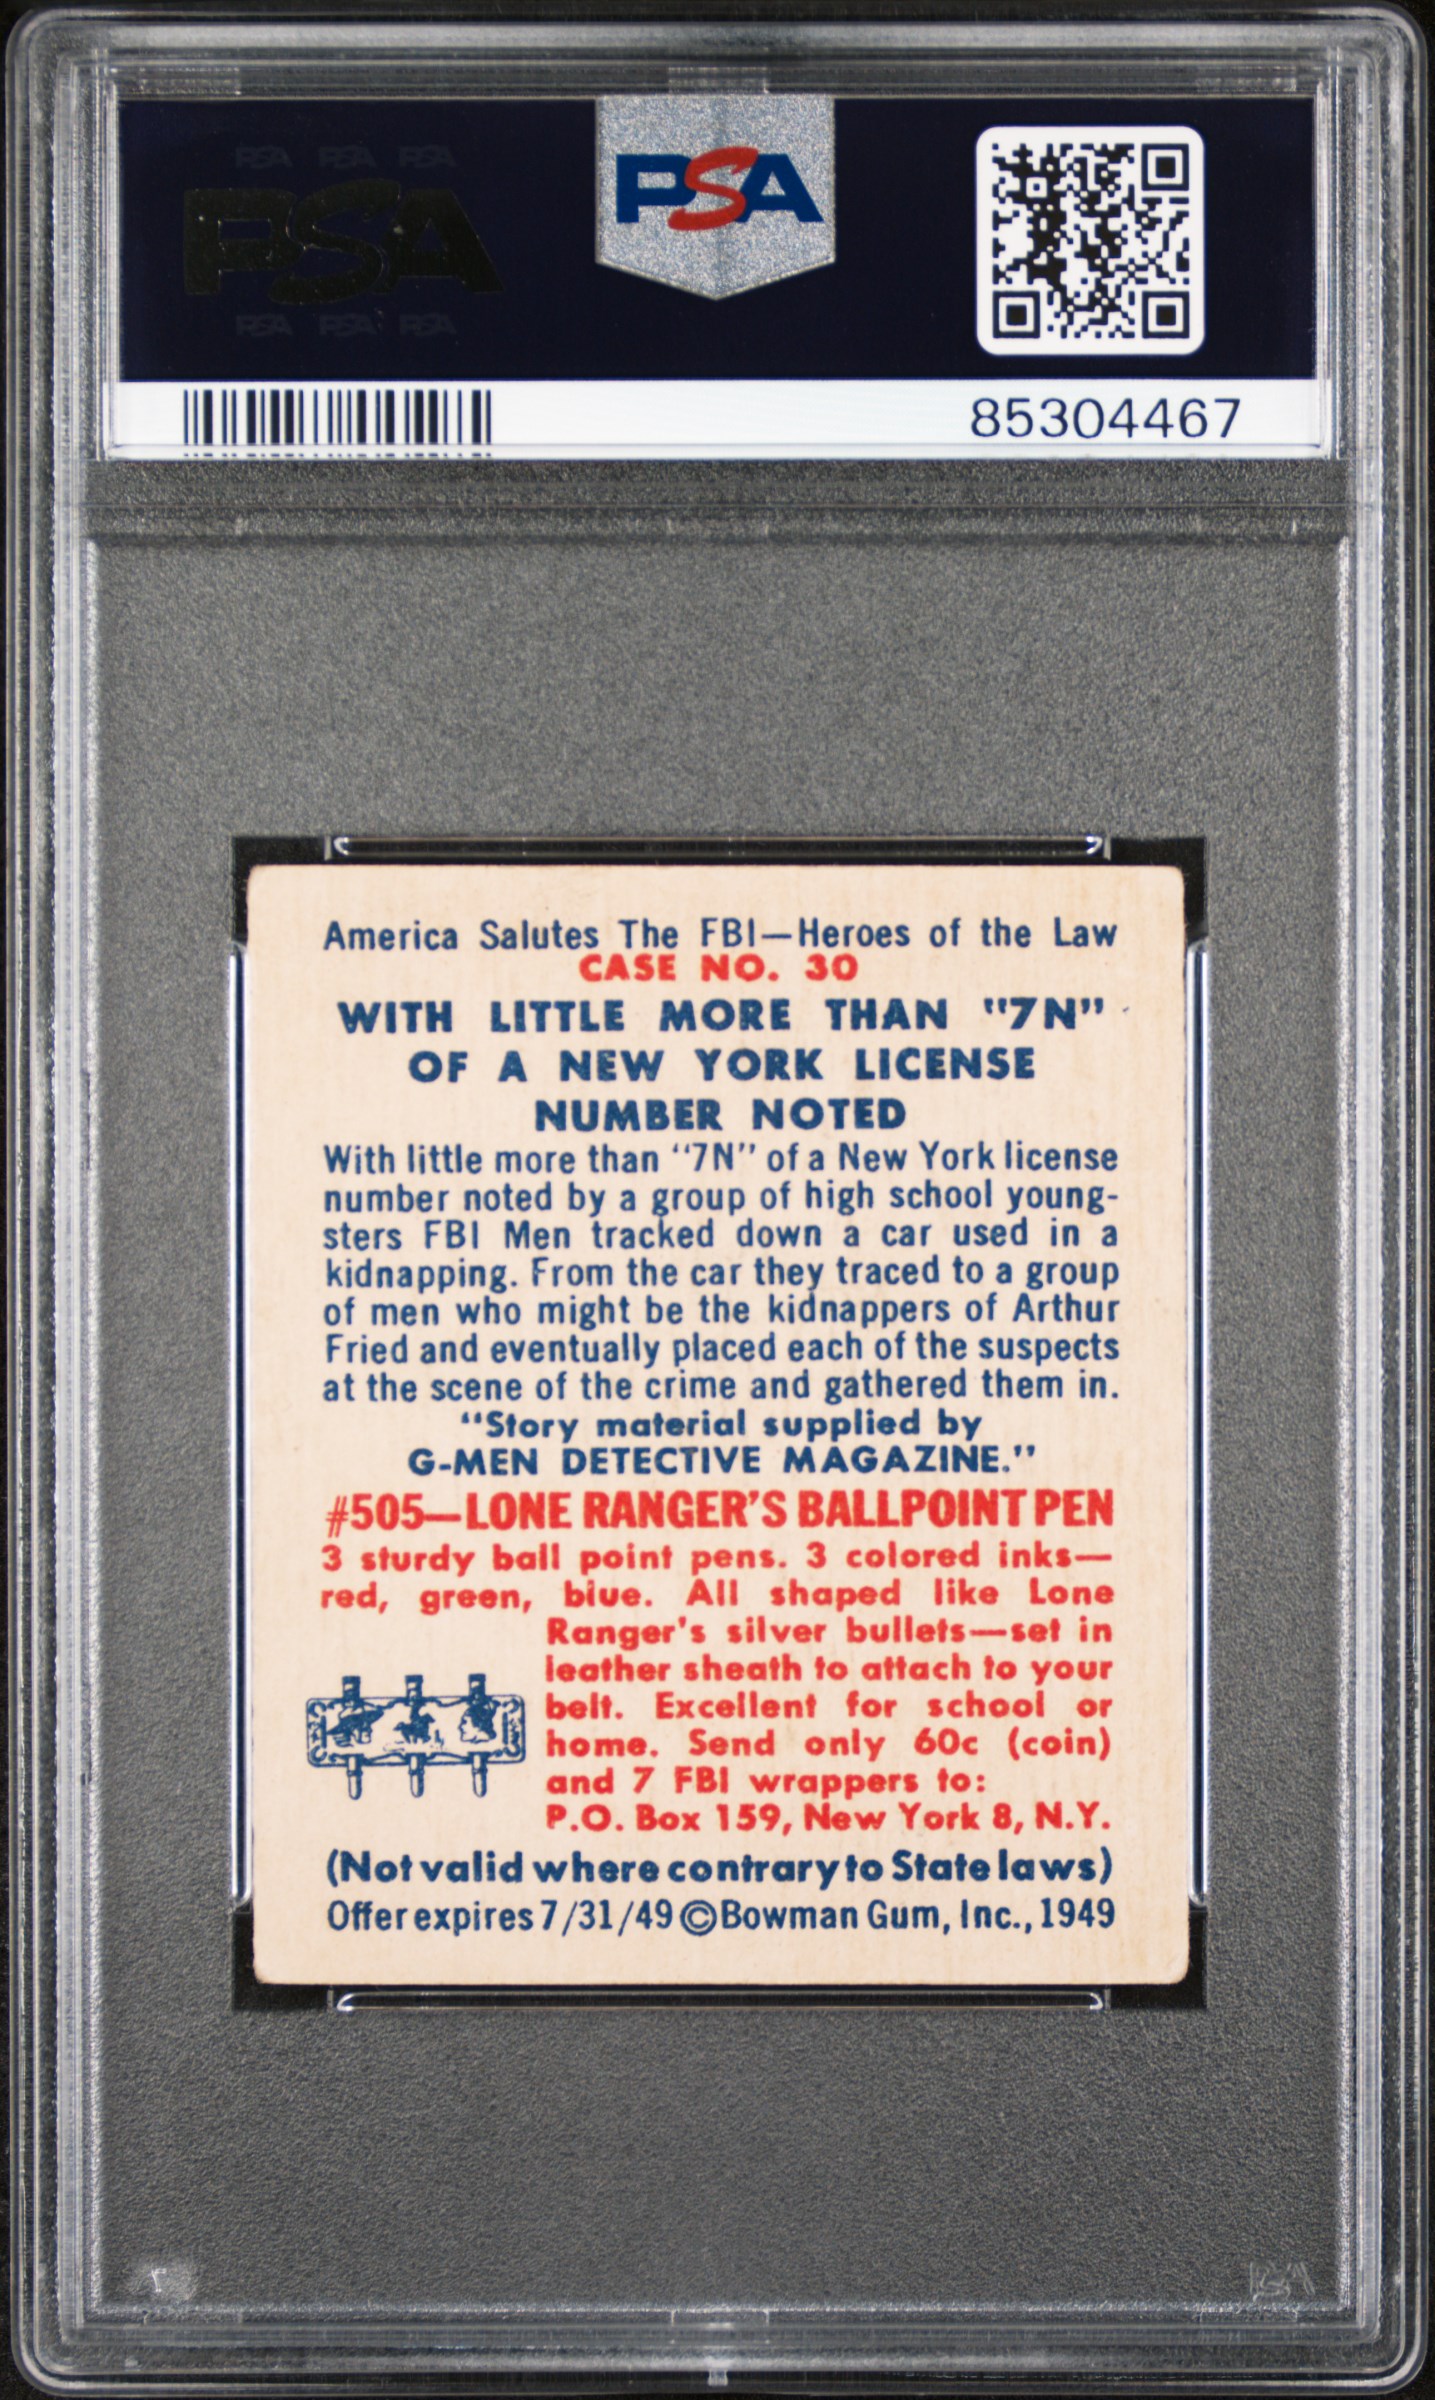 PSA PSA PSA
PSA
PSA PSA PSA
PSA
85304467
America Salutes The FBI—Heroes of the Law
CASE NO. 30
WITH LITTLE MORE THAN "7N"
OF A NEW YORK LICENSE
NUMBER NOTED
With little more than "7N" of a New York license
number noted by a group of high school young-
sters FBI Men tracked down a car used in a
kidnapping. From the car they traced to a group
of men who might be the kidnappers of Arthur
Fried and eventually placed each of the suspects
at the scene of the crime and gathered them in.
"Story material supplied by
G-MEN DETECTIVE MAGAZINE."
#505—LONE RANGER'S BALLPOINT PEN
3 sturdy ball point pens. 3 colored inks—
red, green, blue. All shaped like Lone
Ranger's silver bullets—set in
leather sheath to attach to your
belt. Excellent for school or
home. Send only 60c (coin)
and 7 FBI wrappers to:
P.O. Box 159, New York 8, N.Y.
(Not valid where contrary to State laws)
Offer expires 7/31/49 © Bowman Gum, Inc., 1949
PSA